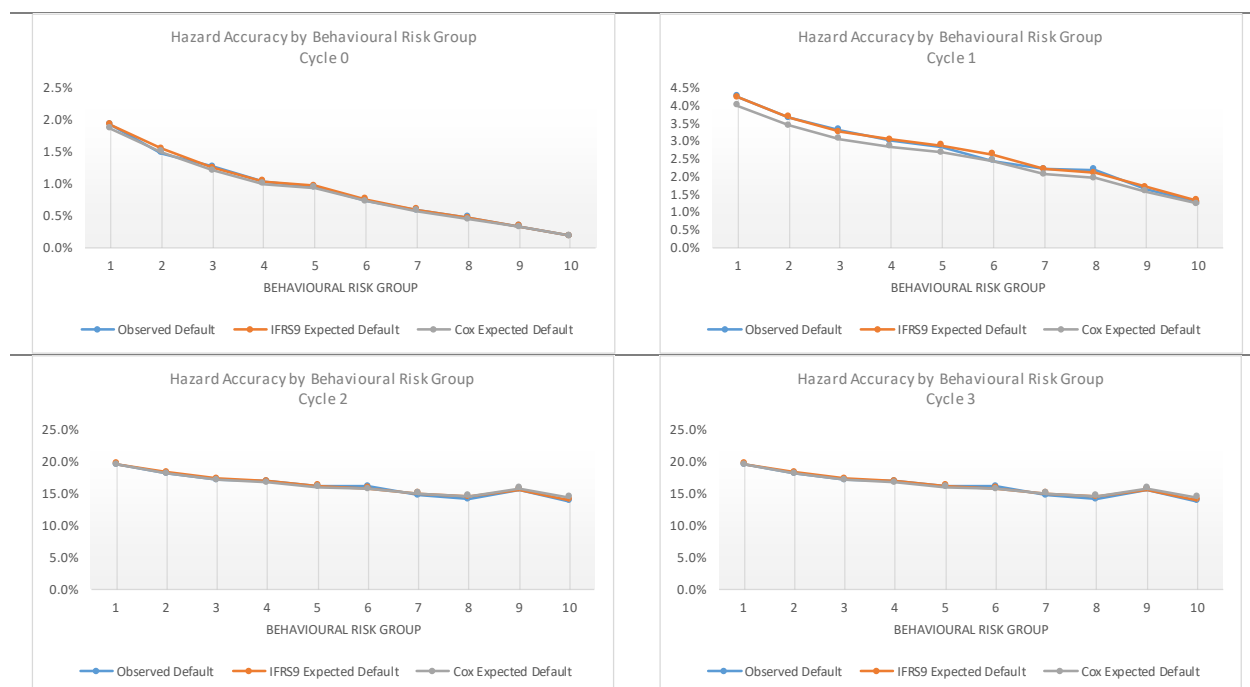 Hazard Accuracy by Behavioural Risk Group
Cycle 0
2.5%
2.0%
1.5%
1.0%
0.5%
0.0%
1 2 3 4 5 6 7 8 9 10
BEHAVIOURAL RISK GROUP
Observed Default IFRS9 Expected Default Cox Expected Default
Hazard Accuracy by Behavioural Risk Group
Cycle 1
4.5%
4.0%
3.5%
3.0%
2.5%
2.0%
1.5%
1.0%
0.5%
0.0%
1 2 3 4 5 6 7 8 9 10
BEHAVIOURAL RISK GROUP
Observed Default IFRS9 Expected Default Cox Expected Default
Hazard Accuracy by Behavioural Risk Group
Cycle 2
25.0%
20.0%
15.0%
10.0%
5.0%
0.0%
1 2 3 4 5 6 7 8 9 10
BEHAVIOURAL RISK GROUP
Observed Default IFRS9 Expected Default Cox Expected Default
Hazard Accuracy by Behavioural Risk Group
Cycle 3
25.0%
20.0%
15.0%
10.0%
5.0%
0.0%
1 2 3 4 5 6 7 8 9 10
BEHAVIOURAL RISK GROUP
Observed Default IFRS9 Expected Default Cox Expected Default